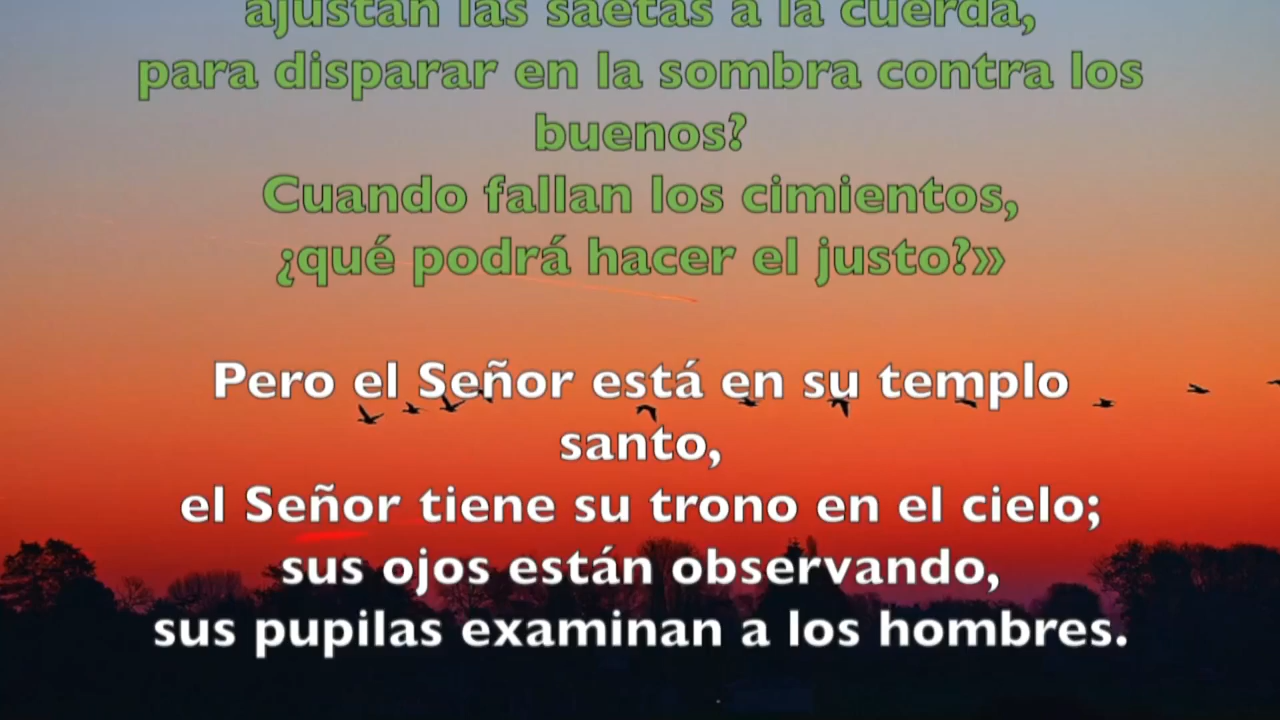 ajustan las saetas a la cuerda,
para disparar en la sombra contra los
buenos?
Cuando fallan los cimientos,
¿qué podrá hacer el justo?»
Pero el Señor está en su templo
santo,
el Señor tiene su trono en el cielo;
sus ojos están observando,
sus pupilas examinan a los hombres.